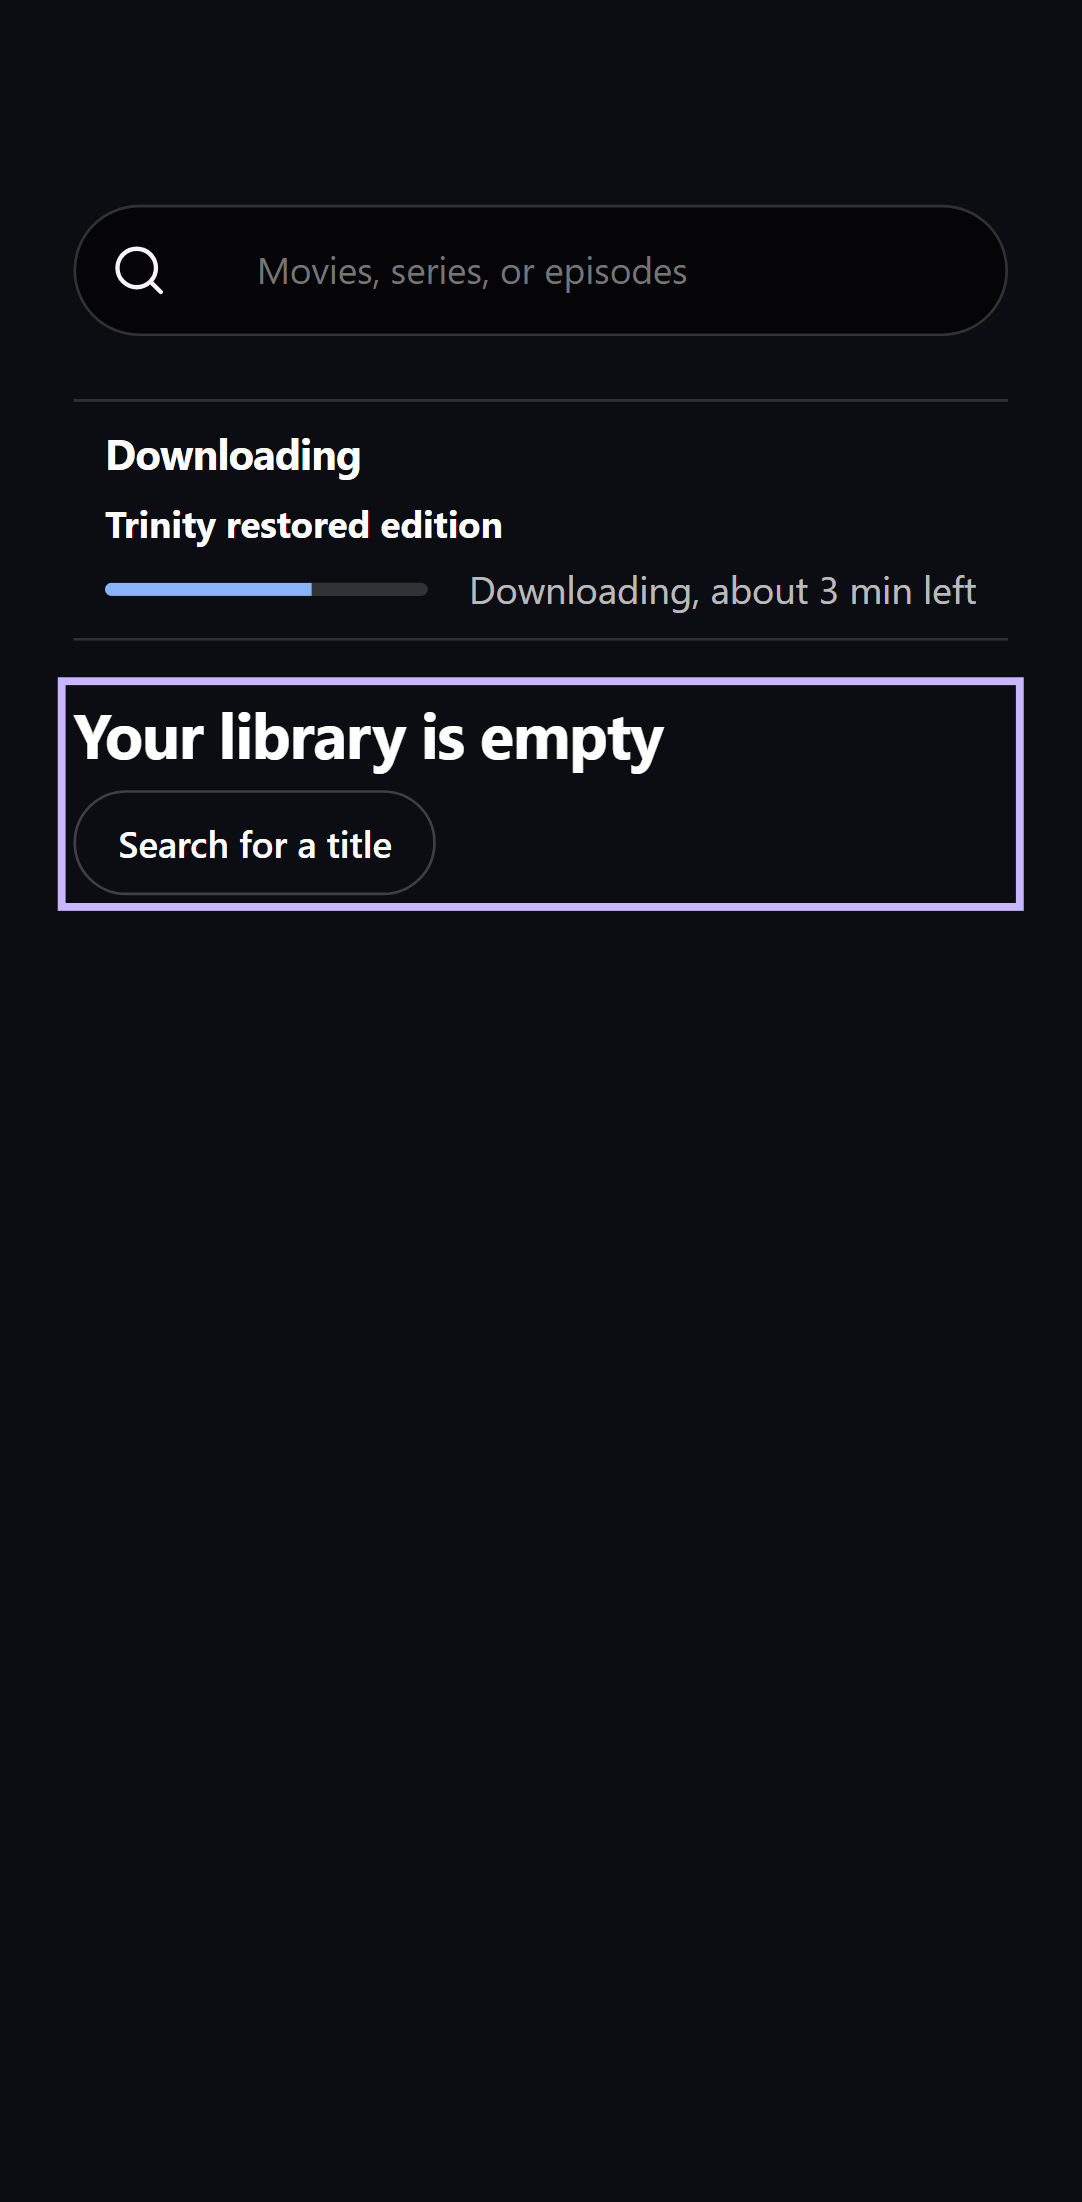 Movies, series, or episodes
Downloading
Trinity restored edition
Downloading, about 3 min left
Your library is empty
Search for a title